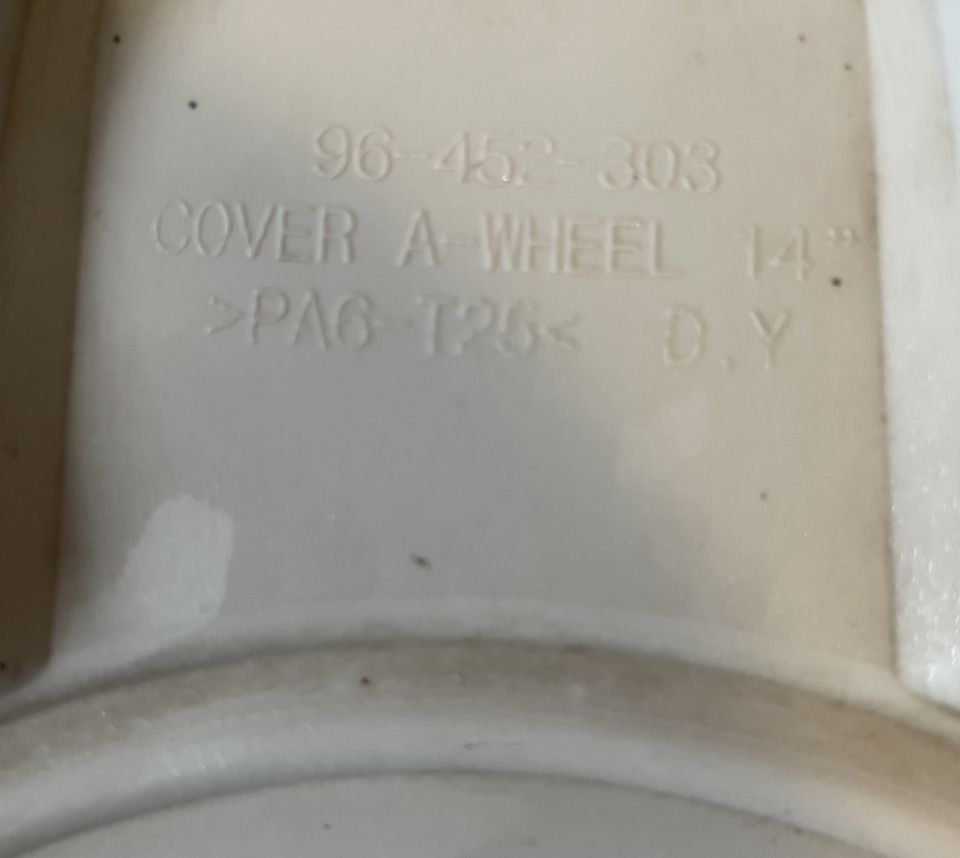 96-452-303
COVER A-WHEEL 14”
>PA6-T25< D.Y